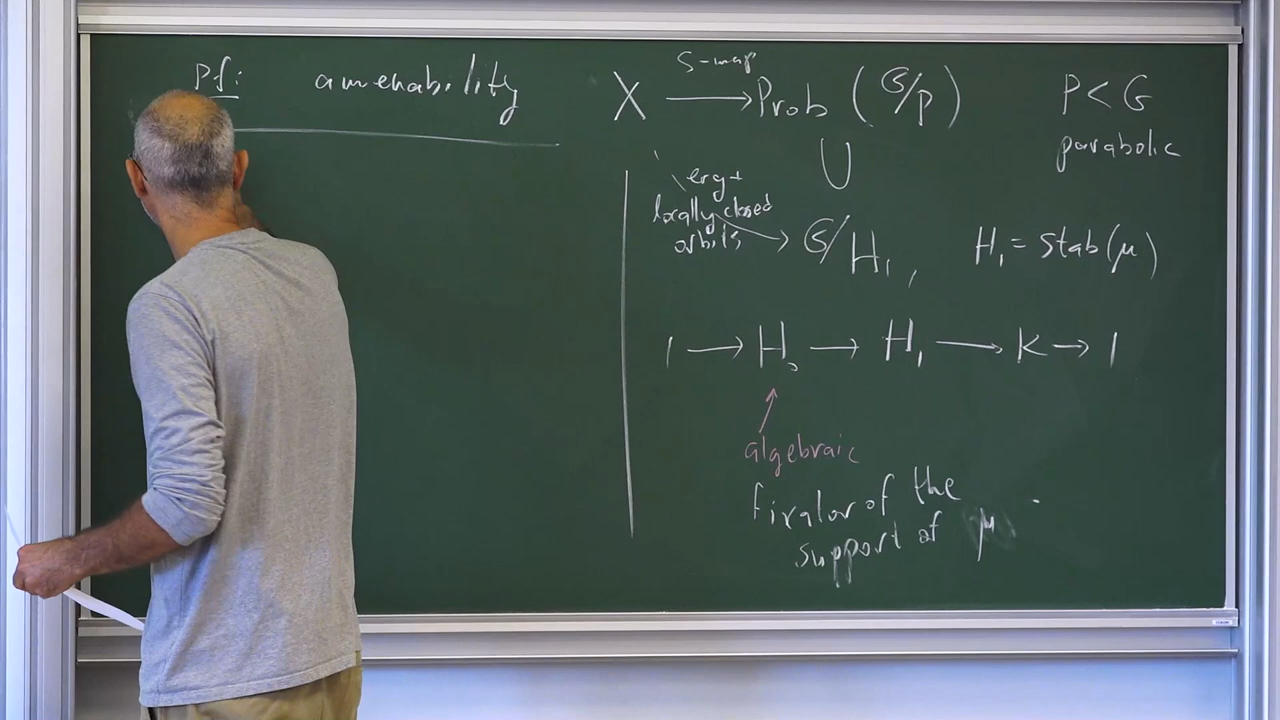 Pf: amenability
X ⟶ Prob (G/P)
S-map
P < G
parabolic
∪
erg +
locally closed
orbits
G/H₁,
H₁ = stab(μ)
1 → H₀ → H₁ → K → 1
algebraic
fixator of the
support of μ